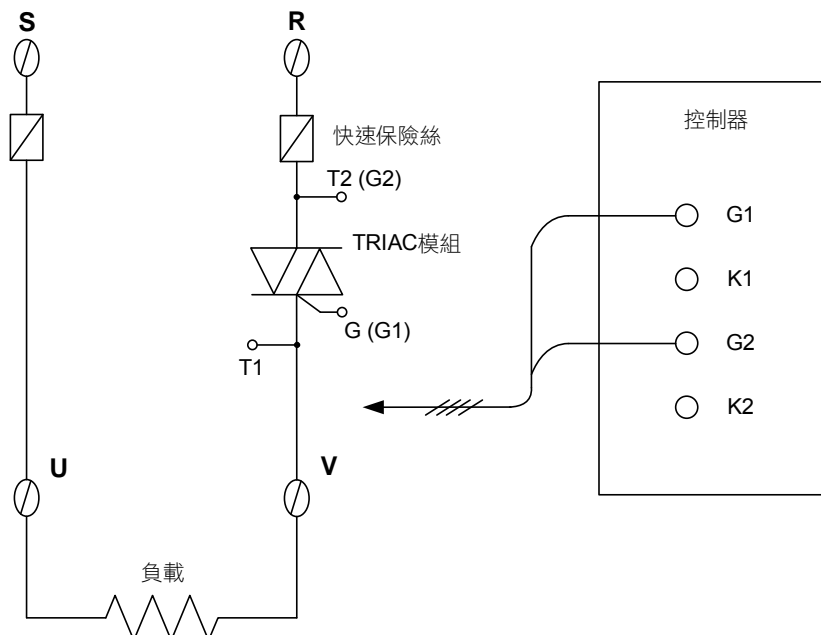 S
R
快速保險絲
控制器
T2 (G2)
G1
TRIAC模組
K1
G (G1)
G2
T1
K2
U
V
負載